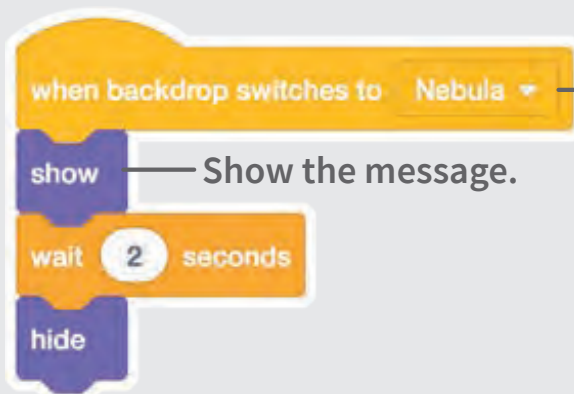 when backdrop switches to Nebula
show
Show the message.
wait 2 seconds
hide